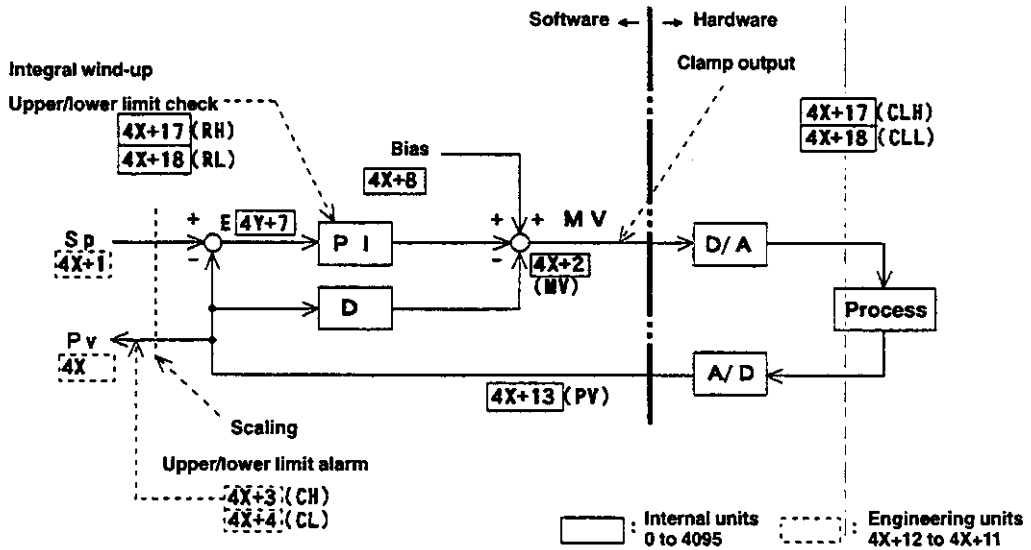 Software ← → Hardware
Integral wind-up
Upper/lower limit check
4X+17 (RH)
4X+18 (RL)
Clamp output
4X+17 (CLH)
4X+18 (CLL)
Bias
4X+8
+ E 4Y+7
Sp
4X+1
-
P I
+ + MV
-
4X+2
(MV)
D/A
D
Process
Pv
4X
A/D
4X+13 (PV)
Scaling
Upper/lower limit alarm
4X+3 (CH)
4X+4 (CL)
: Internal units
0 to 4095
: Engineering units
4X+12 to 4X+11